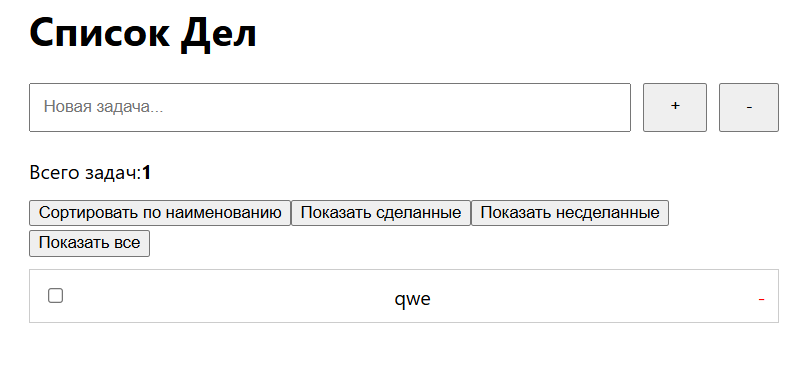 Список Дел
Новая задача... + -
Всего задач:1
Сортировать по наименованию Показать сделанные Показать несделанные
Показать все
qwe -